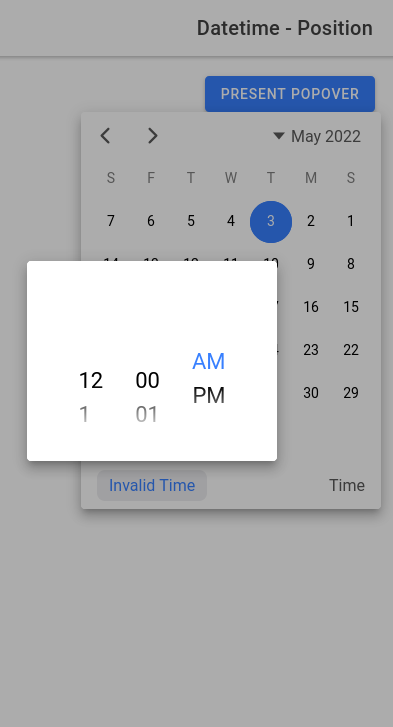 Datetime - Position
PRESENT POPOVER
May 2022
S F T W T M S
7 6 5 4 3 2 1
9 8
16 15
23 22
30 29
AM
12 00
PM
1 01
Invalid Time
Time